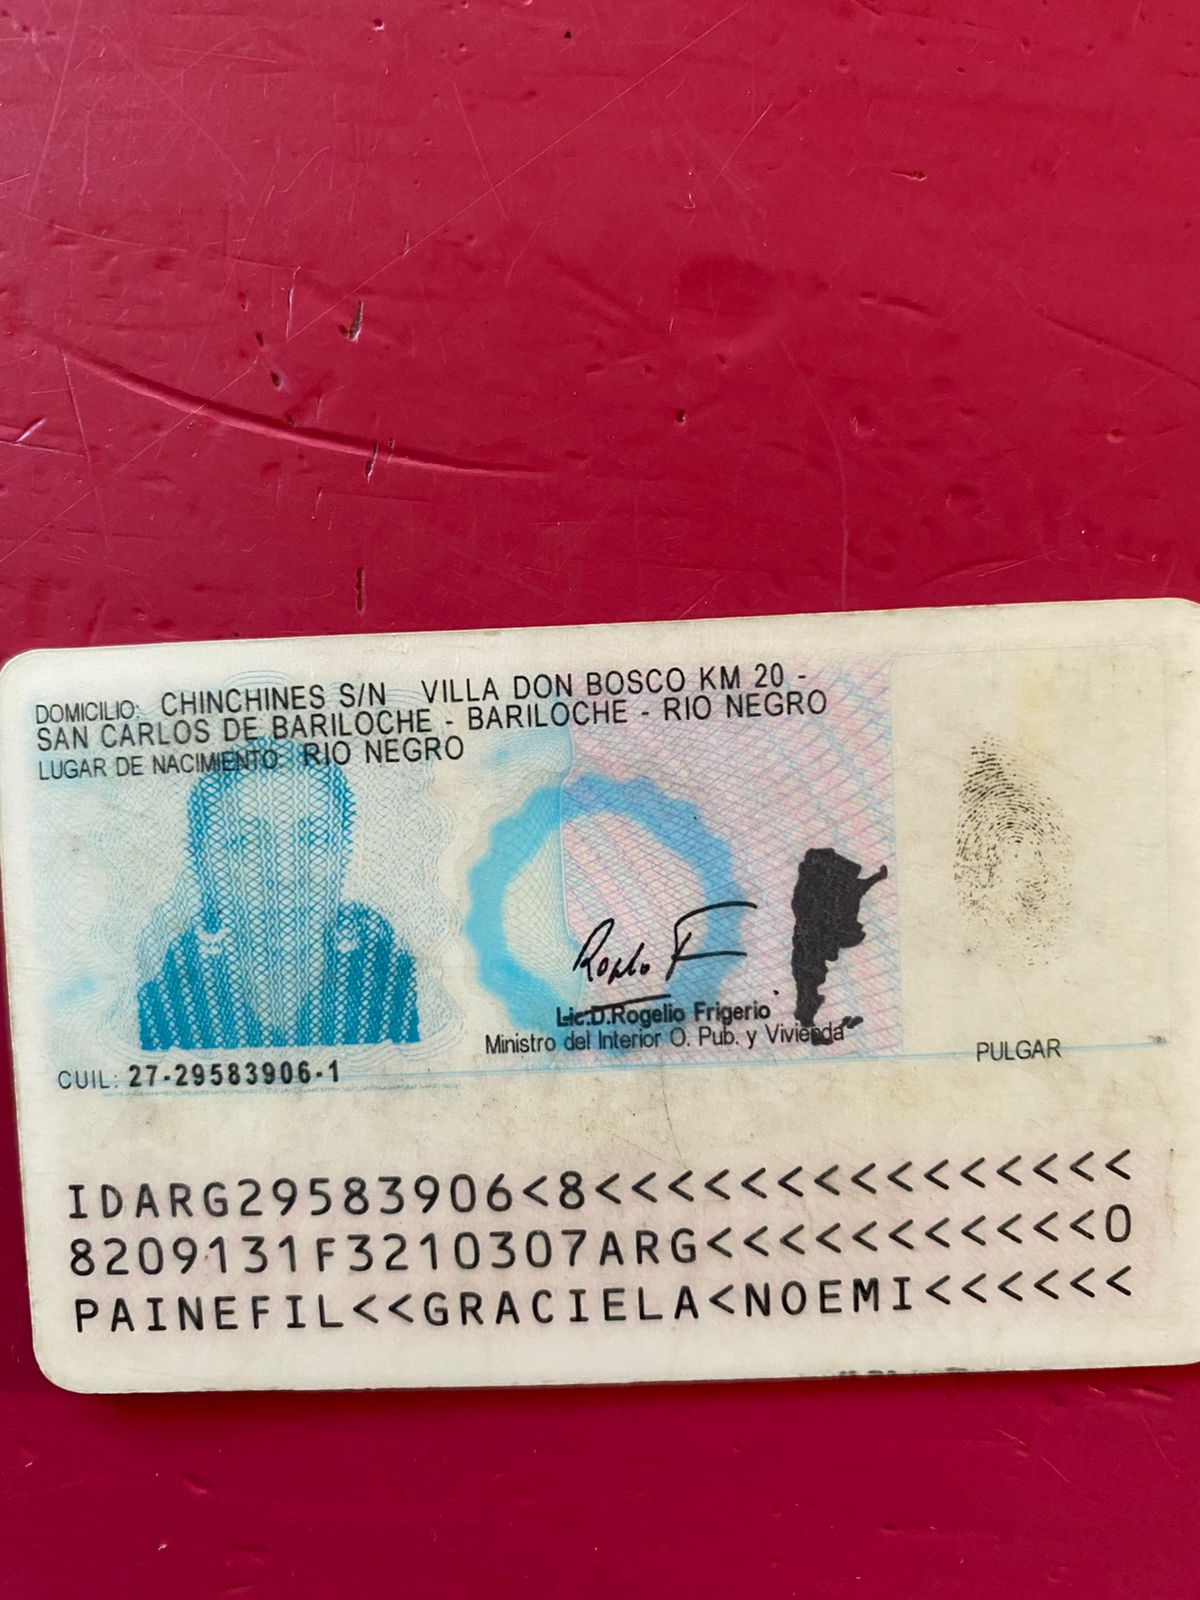 DOMICILIO: CHINCHINES S/N VILLA DON BOSCO KM 20 -
SAN CARLOS DE BARILOCHE - BARILOCHE - RIO NEGRO
LUGAR DE NACIMIENTO: RIO NEGRO
Lic.D.Rogelio Frigerio
Ministro del Interior O. Pub. y Vivienda
PULGAR
CUIL: 27-29583906-1
IDARG29583906<8<<<<<<<<<<<<<<<
8209131F3210307ARG<<<<<<<<<<<0
PAINEFIL<<GRACIELA<NOEMI<<<<<<